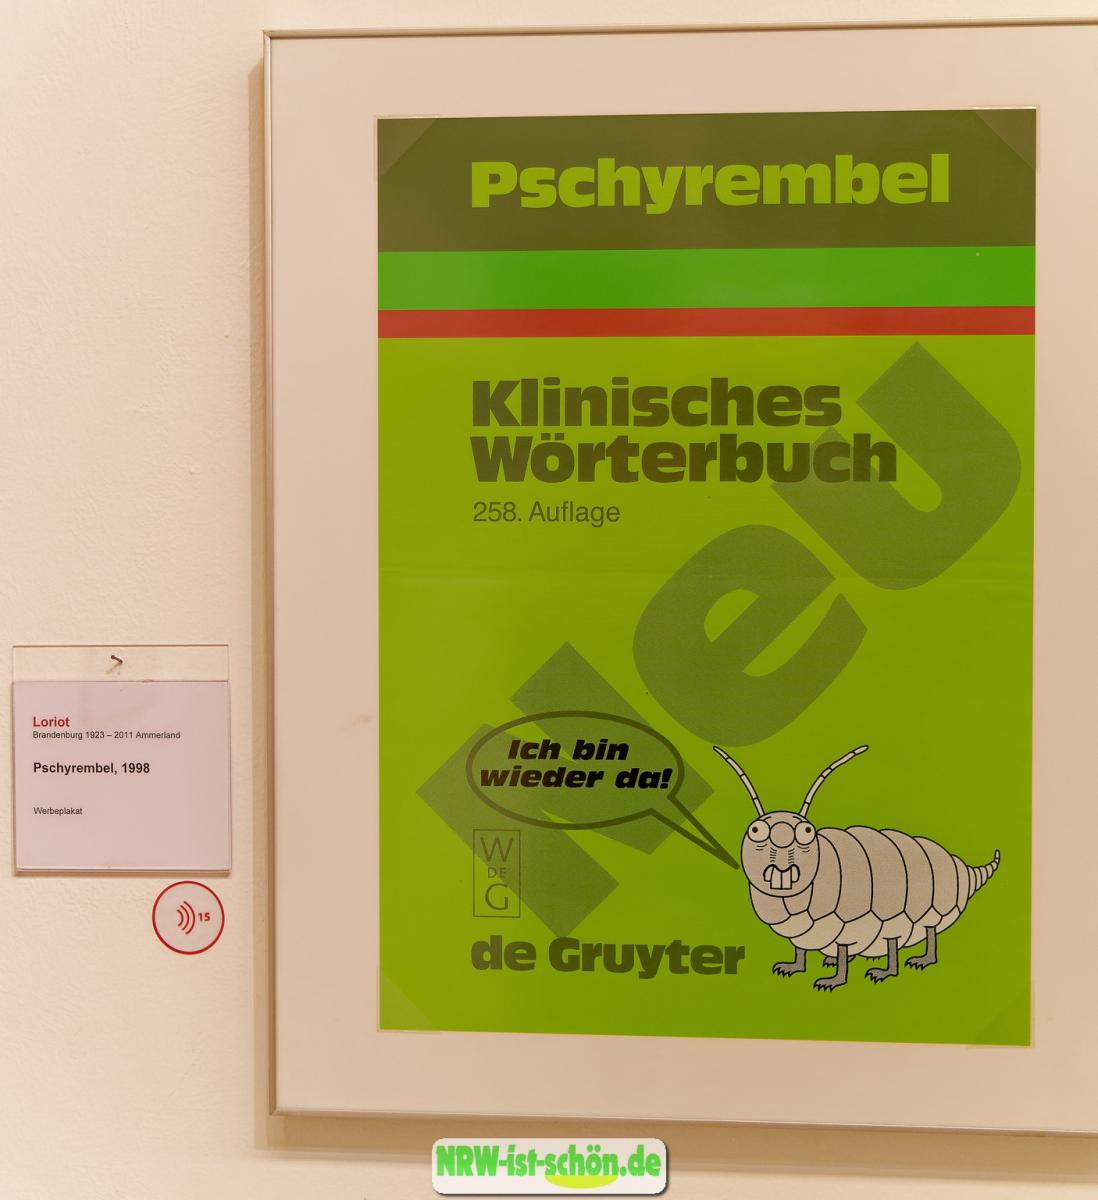 Pschyrembel
Klinisches
Wörterbuch
258. Auflage
Neu
Ich bin
wieder da!
W
DE
G
de Gruyter
Loriot
Brandenburg 1923 – 2011 Ammerland
Pschyrembel, 1998
Werbeplakat
15
NRW-ist-schön.de